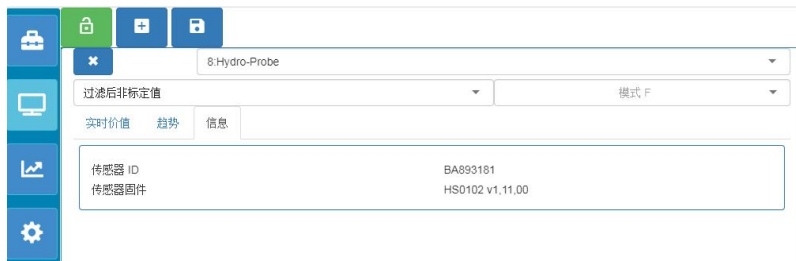 8:Hydro-Probe
过滤后非标定值
模式 F
实时价值 趋势 信息
传感器 ID BA893181
传感器固件 HS0102 v1,11,00